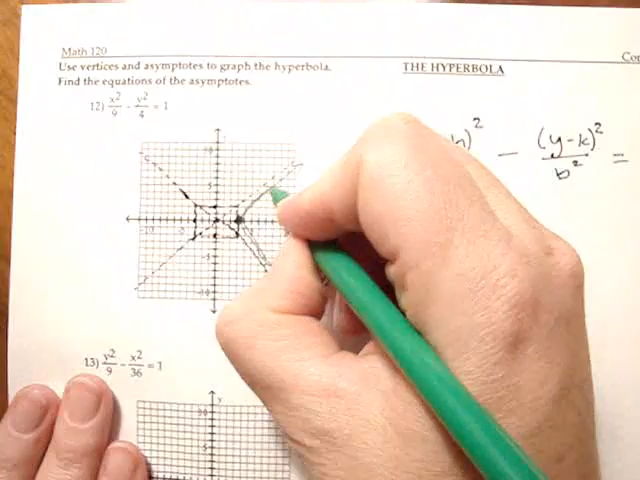 Math 120
Use vertices and asymptotes to graph the hyperbola.
Find the equations of the asymptotes.
THE HYPERBOLA
12) x²/9 - y²/4 = 1
h)² - (y-k)²/b² =
13) y²/9 - x²/36 = 1
y